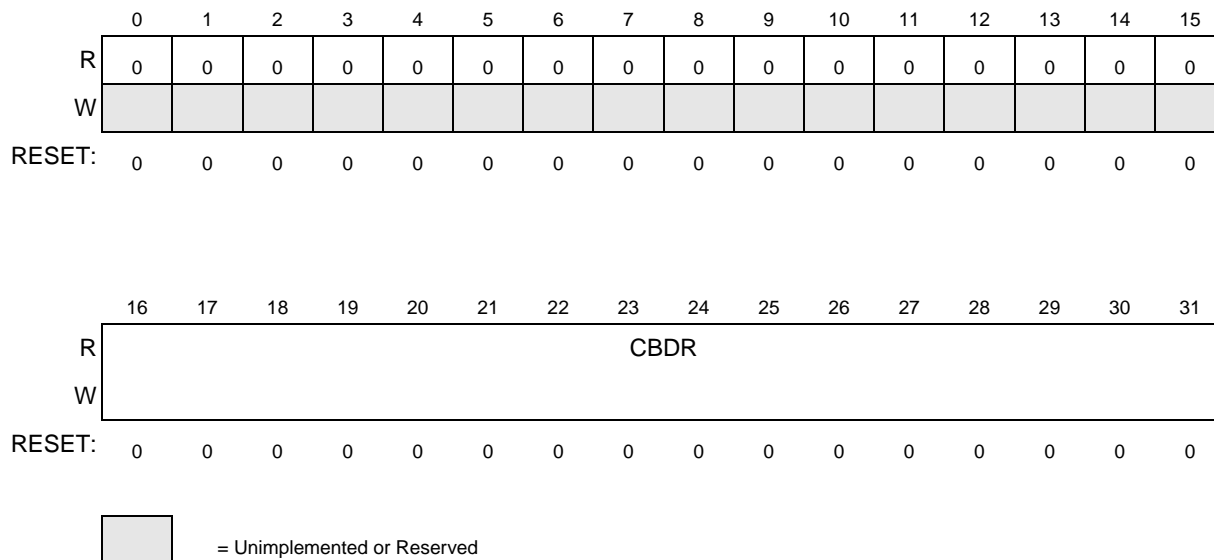 0 1 2 3 4 5 6 7 8 9 10 11 12 13 14 15
R 0 0 0 0 0 0 0 0 0 0 0 0 0 0 0 0
W
RESET: 0 0 0 0 0 0 0 0 0 0 0 0 0 0 0 0
16 17 18 19 20 21 22 23 24 25 26 27 28 29 30 31
R CBDR
W
RESET: 0 0 0 0 0 0 0 0 0 0 0 0 0 0 0 0
= Unimplemented or Reserved